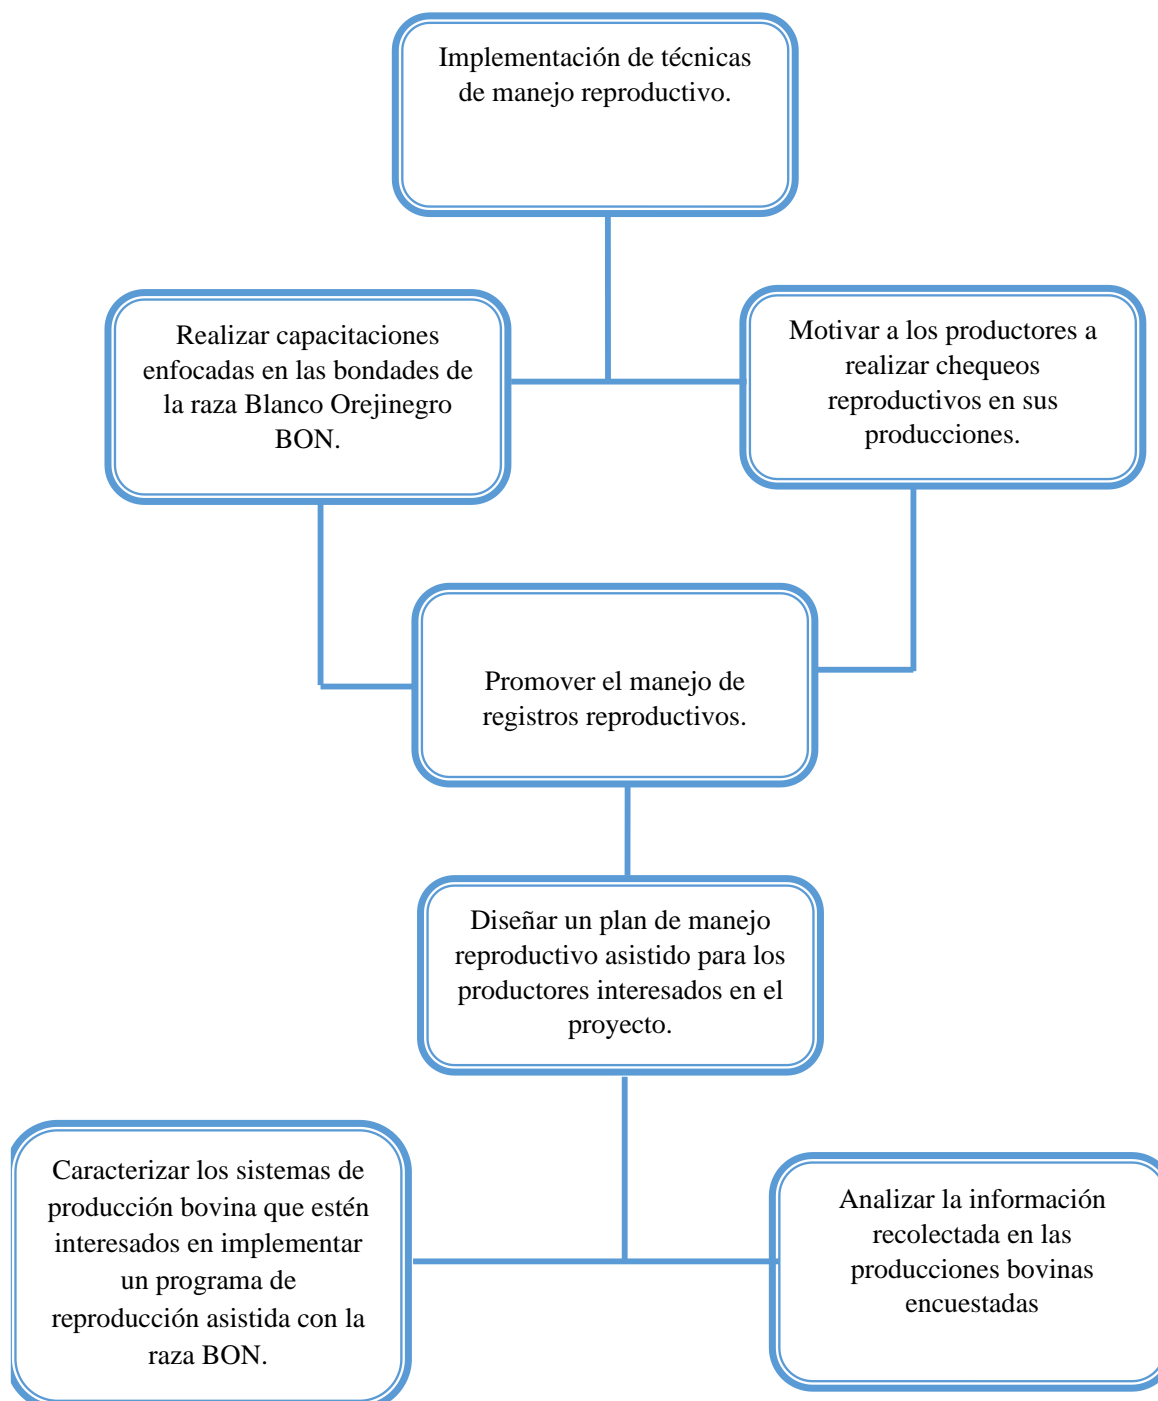 Implementación de técnicas
de manejo reproductivo.
Realizar capacitaciones
enfocadas en las bondades de
la raza Blanco Orejinegro
BON.
Motivar a los productores a
realizar chequeos
reproductivos en sus
producciones.
Promover el manejo de
registros reproductivos.
Diseñar un plan de manejo
reproductivo asistido para los
productores interesados en el
proyecto.
Caracterizar los sistemas de
producción bovina que estén
interesados en implementar
un programa de
reproducción asistida con la
raza BON.
Analizar la información
recolectada en las
producciones bovinas
encuestadas